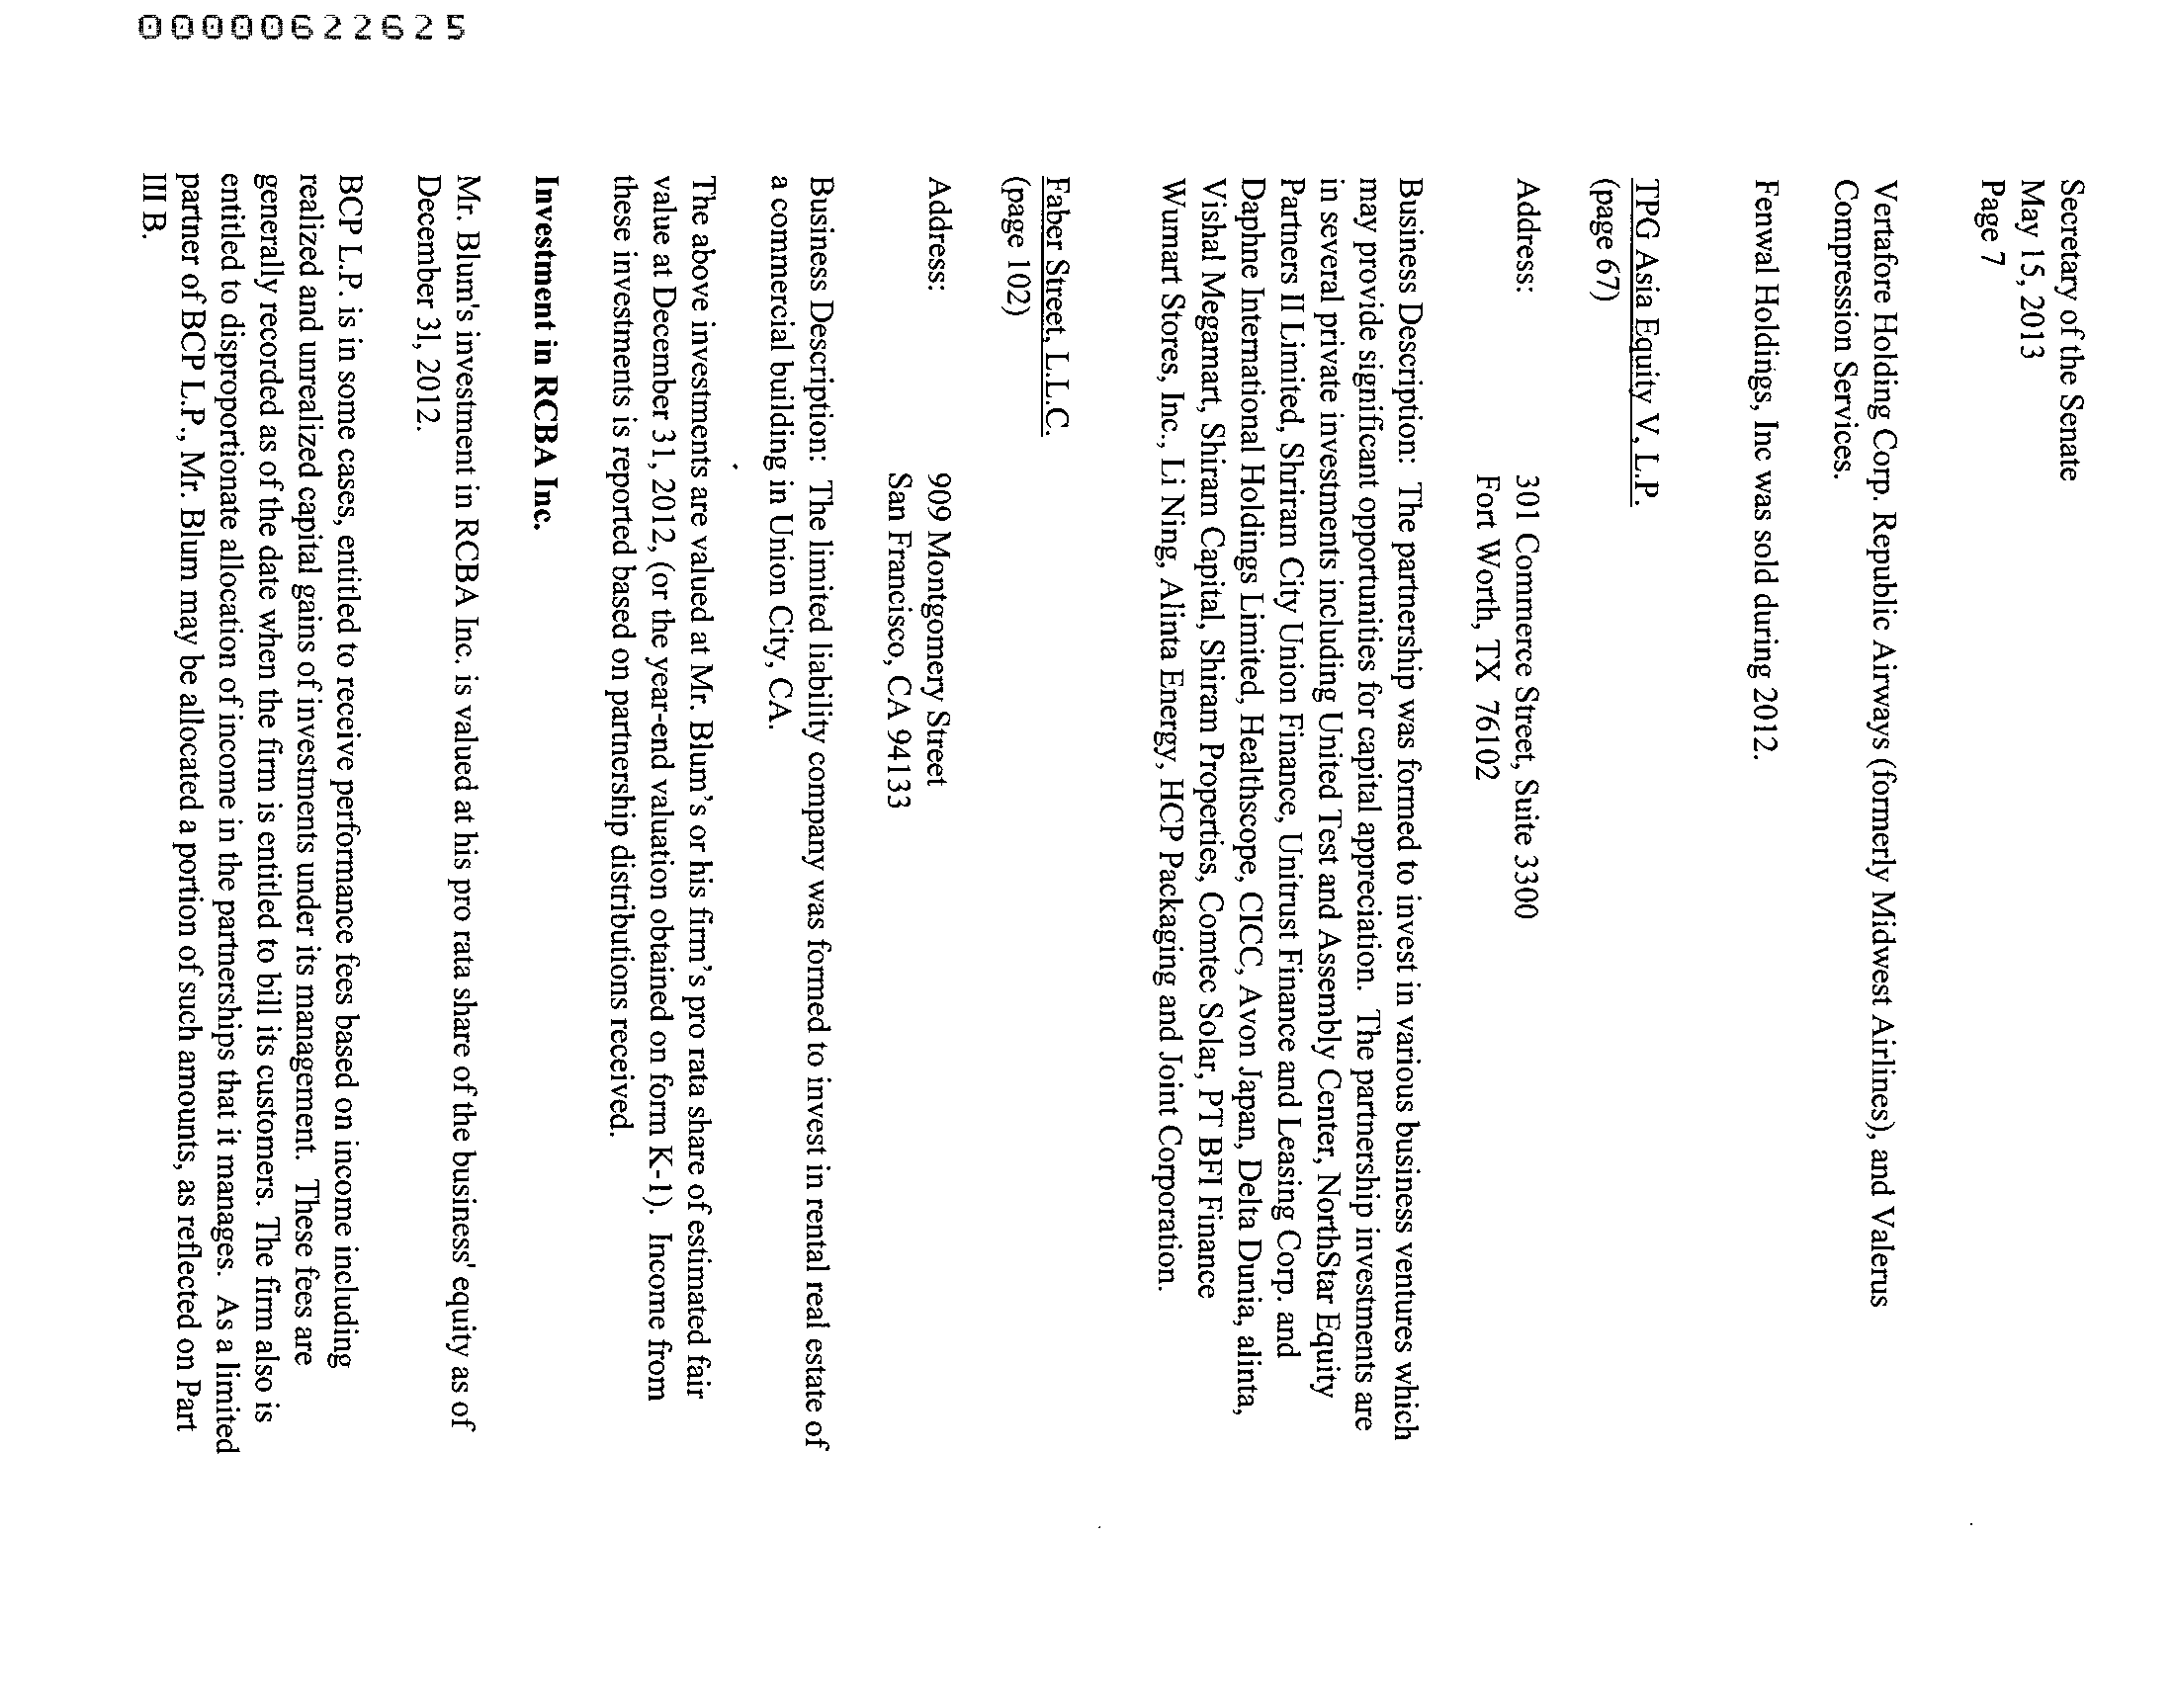 Secretary of the Senate
May 15, 2013
Page 7
Vertafore Holding Corp. Republic Airways (formerly Midwest Airlines), and Valerus
Compression Services.
Fenwal Holdings, Inc was sold during 2012.
TPG Asia Equity V, L.P.
(page 67)
Address: 301 Commerce Street, Suite 3300
Fort Worth, TX 76102
Business Description: The partnership was formed to invest in various business ventures which
may provide significant opportunities for capital appreciation. The partnership investments are
in several private investments including United Test and Assembly Center, NorthStar Equity
Partners II Limited, Shriram City Union Finance, Unitrust Finance and Leasing Corp. and
Daphne International Holdings Limited, Healthscope, CICC, Avon Japan, Delta Dunia, alinta,
Vishal Megamart, Shiram Capital, Shiram Properties, Comtec Solar, PT BFI Finance
Wumart Stores, Inc., Li Ning, Alinta Energy, HCP Packaging and Joint Corporation.
Faber Street, L.L.C.
(page 102)
Address: 909 Montgomery Street
San Francisco, CA 94133
Business Description: The limited liability company was formed to invest in rental real estate of
a commercial building in Union City, CA.
The above investments are valued at Mr. Blum's or his firm's pro rata share of estimated fair
value at December 31, 2012, (or the year-end valuation obtained on form K-1). Income from
these investments is reported based on partnership distributions received.
Investment in RCBA Inc.
Mr. Blum's investment in RCBA Inc. is valued at his pro rata share of the business' equity as of
December 31, 2012.
BCP L.P. is in some cases, entitled to receive performance fees based on income including
realized and unrealized capital gains of investments under its management. These fees are
generally recorded as of the date when the firm is entitled to bill its customers. The firm also is
entitled to disproportionate allocation of income in the partnerships that it manages. As a limited
partner of BCP L.P., Mr. Blum may be allocated a portion of such amounts, as reflected on Part
III B.
00000622625